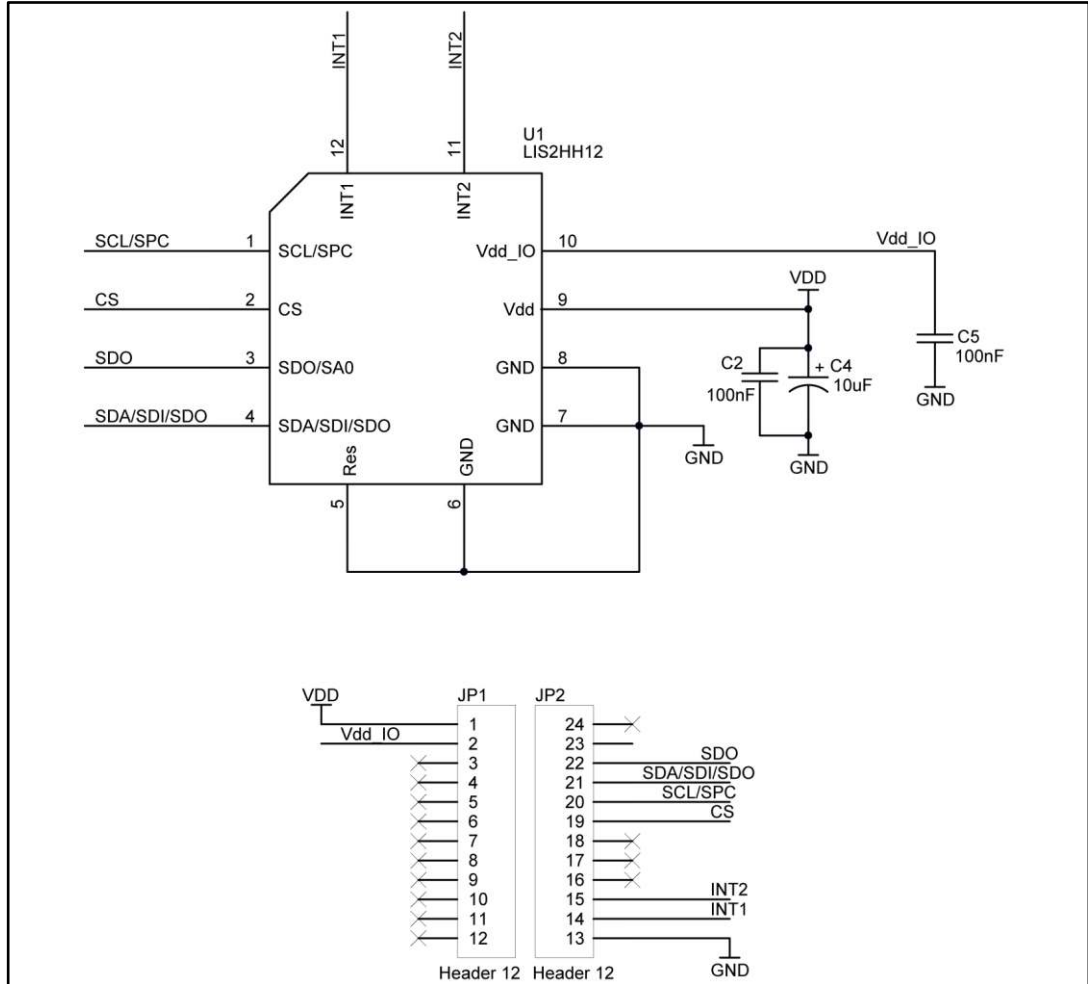 INT1
INT2
12
11
U1
LIS2HH12
INT1
INT2
SCL/SPC
1
SCL/SPC
Vdd_IO
10
Vdd_IO
VDD
CS
2
CS
Vdd
9
C5
100nF
SDO
3
SDO/SA0
GND
8
C2
100nF
+ C4
10uF
GND
SDA/SDI/SDO
4
SDA/SDI/SDO
GND
7
GND
GND
Res
GND
5
6
VDD
JP1
JP2
1
24
Vdd_IO
2
23
3
22
SDO
4
21
SDA/SDI/SDO
5
20
SCL/SPC
6
19
CS
7
18
8
17
9
16
10
15
INT2
11
14
INT1
12
13
Header 12
Header 12
GND